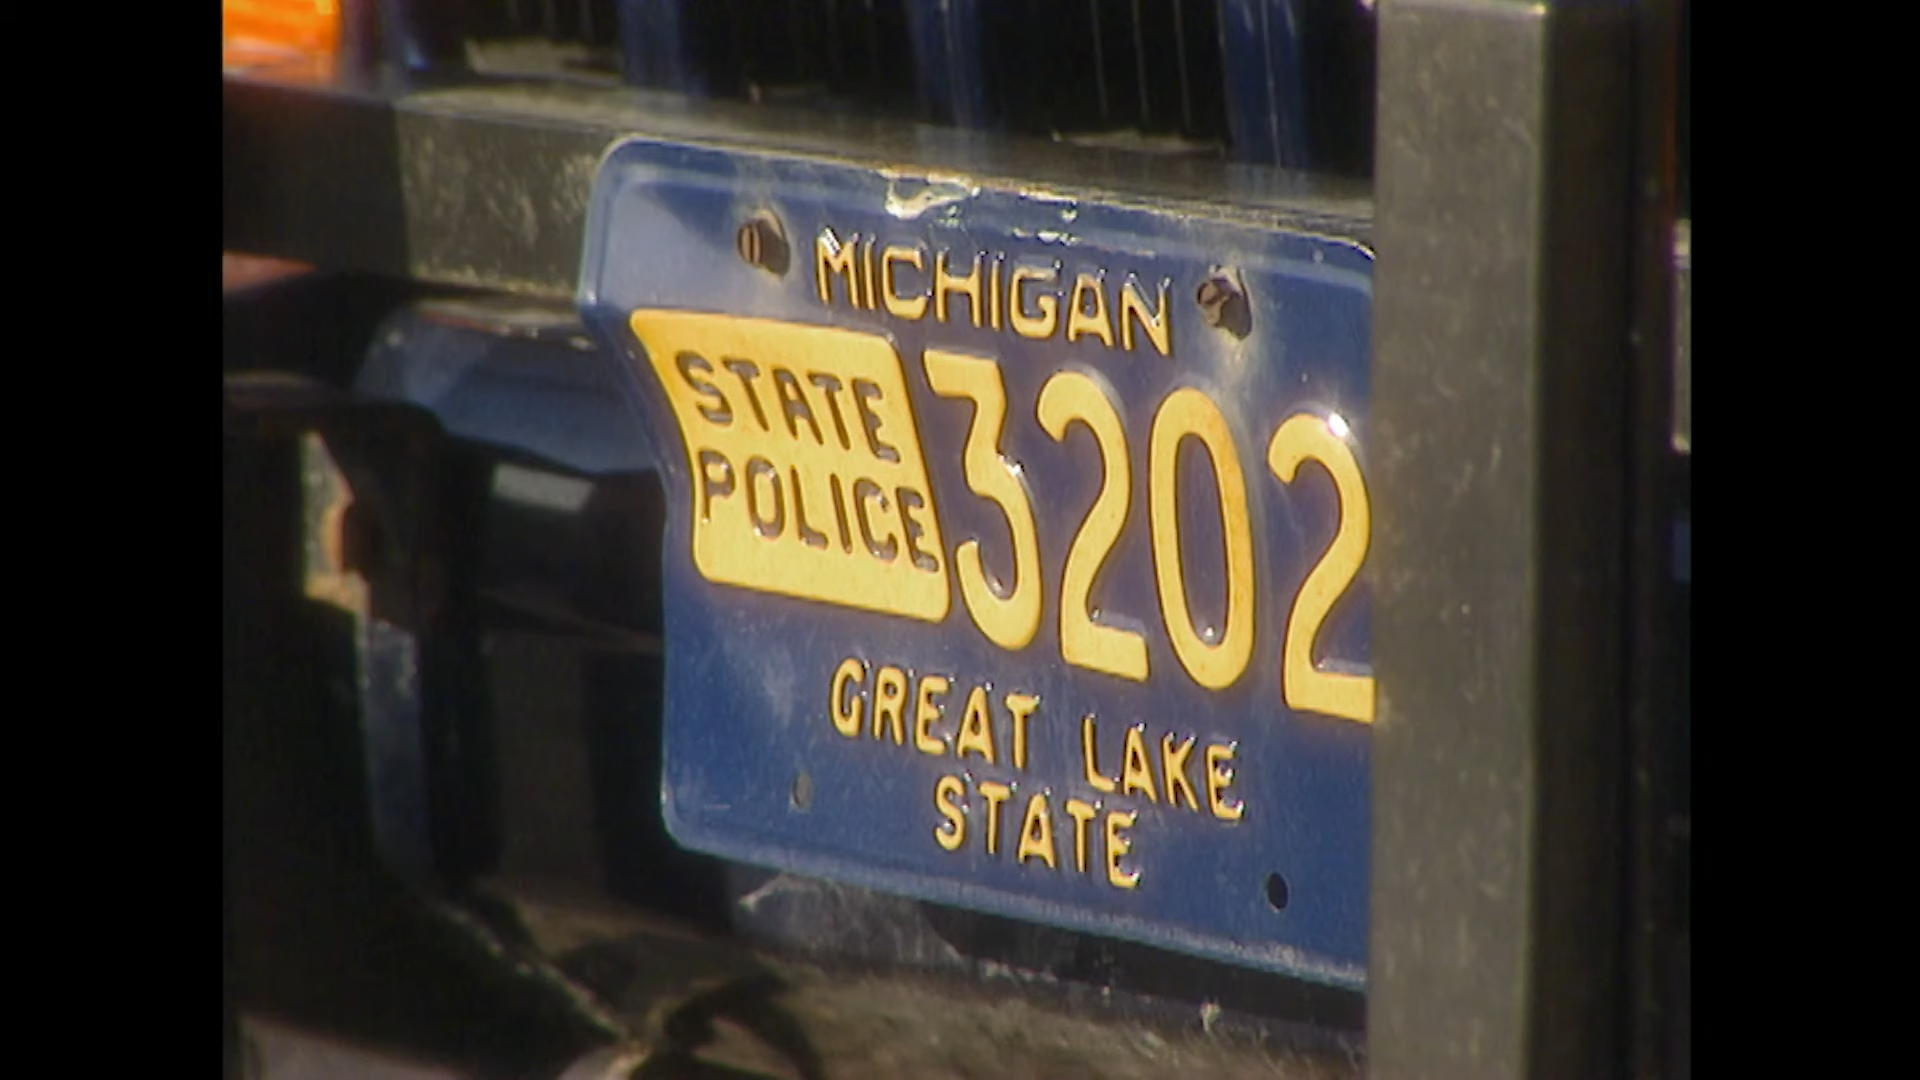 MICHIGAN
STATE
POLICE
3202
GREAT LAKE
STATE